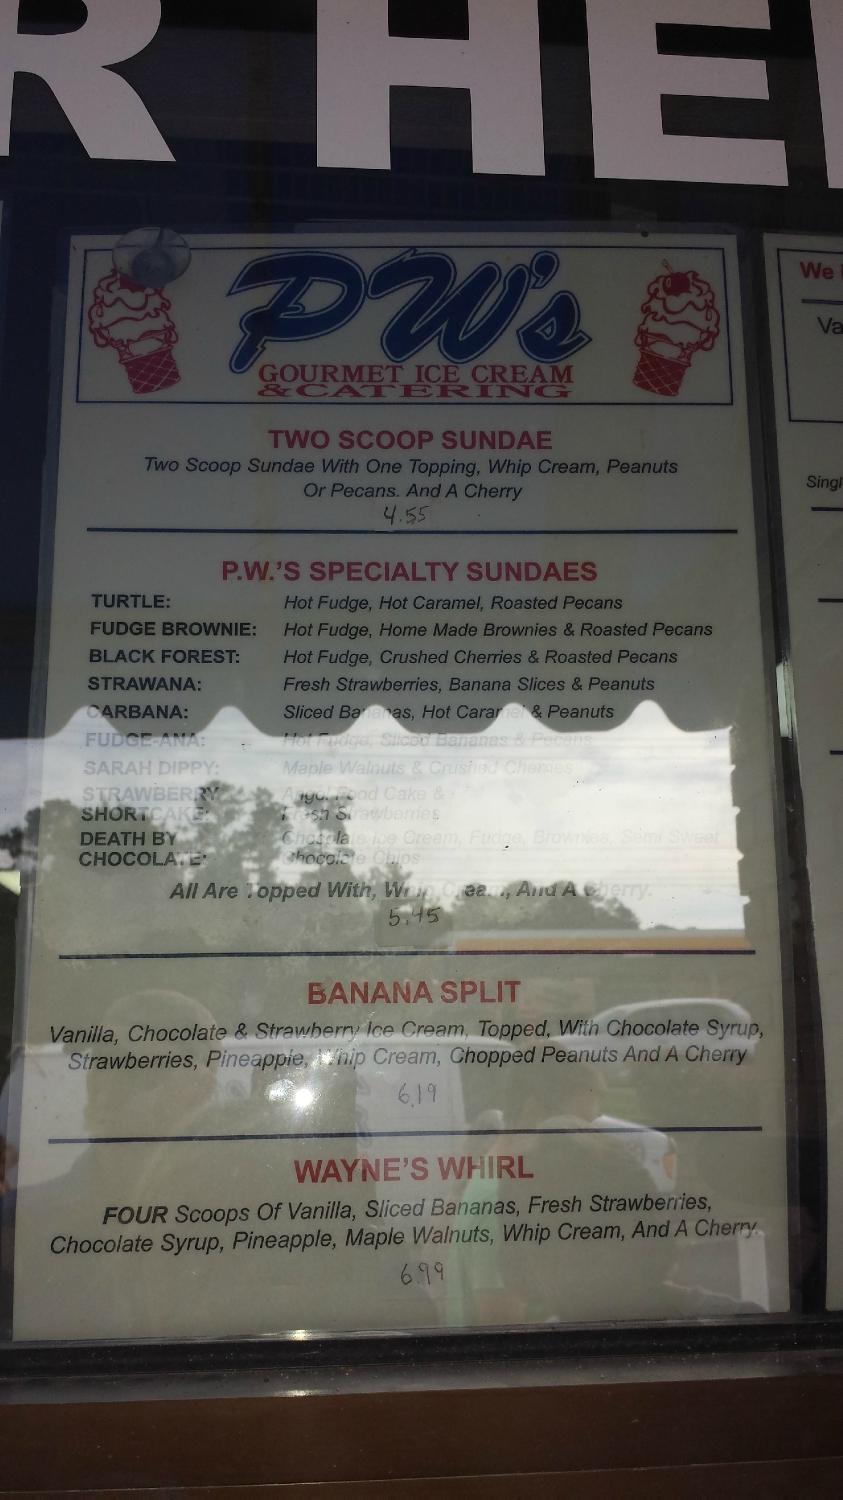 R HE
PW's
GOURMET ICE CREAM
& CATERING
TWO SCOOP SUNDAE
Two Scoop Sundae With One Topping, Whip Cream, Peanuts
Or Pecans. And A Cherry
4.55
P.W.'S SPECIALTY SUNDAES
TURTLE: Hot Fudge, Hot Caramel, Roasted Pecans
FUDGE BROWNIE: Hot Fudge, Home Made Brownies & Roasted Pecans
BLACK FOREST: Hot Fudge, Crushed Cherries & Roasted Pecans
STRAWANA: Fresh Strawberries, Banana Slices & Peanuts
CARBANA: Sliced Bananas, Hot Caramel & Peanuts
FUDGE-ANA: Hot Fudge, Sliced Bananas & Pecans
SARAH DIPPY: Maple Walnuts & Crushed Cherries
STRAWBERRY Angel Food Cake &
SHORTCAKE: Fresh Strawberries
DEATH BY Chocolate Ice Cream, Fudge, Brownies, Semi Sweet
CHOCOLATE: Chocolate Chips
All Are Topped With, Whip Cream, And A Cherry.
5.45
BANANA SPLIT
Vanilla, Chocolate & Strawberry Ice Cream, Topped, With Chocolate Syrup,
Strawberries, Pineapple, Whip Cream, Chopped Peanuts And A Cherry
6.19
WAYNE'S WHIRL
FOUR Scoops Of Vanilla, Sliced Bananas, Fresh Strawberries,
Chocolate Syrup, Pineapple, Maple Walnuts, Whip Cream, And A Cherry.
6.99
We
Va
Singl